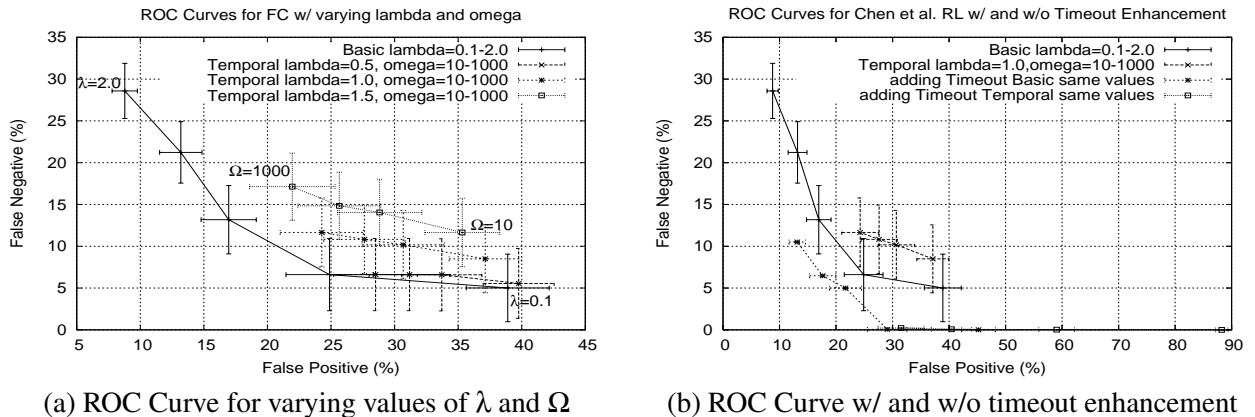 ROC Curves for FC w/ varying lambda and omega
False Negative (%)
35
30
25
20
15
10
5
0
Basic lambda=0.1-2.0
Temporal lambda=0.5, omega=10-1000
Temporal lambda=1.0, omega=10-1000
Temporal lambda=1.5, omega=10-1000
λ=2.0
Ω=1000
Ω=10
λ=0.1
5 10 15 20 25 30 35 40 45
False Positive (%)
(a) ROC Curve for varying values of λ and Ω
ROC Curves for Chen et al. RL w/ and w/o Timeout Enhancement
False Negative (%)
35
30
25
20
15
10
5
0
Basic lambda=0.1-2.0
Temporal lambda=1.0,omega=10-1000
adding Timeout Basic same values
adding Timeout Temporal same values
0 10 20 30 40 50 60 70 80 90
False Positive (%)
(b) ROC Curve w/ and w/o timeout enhancement